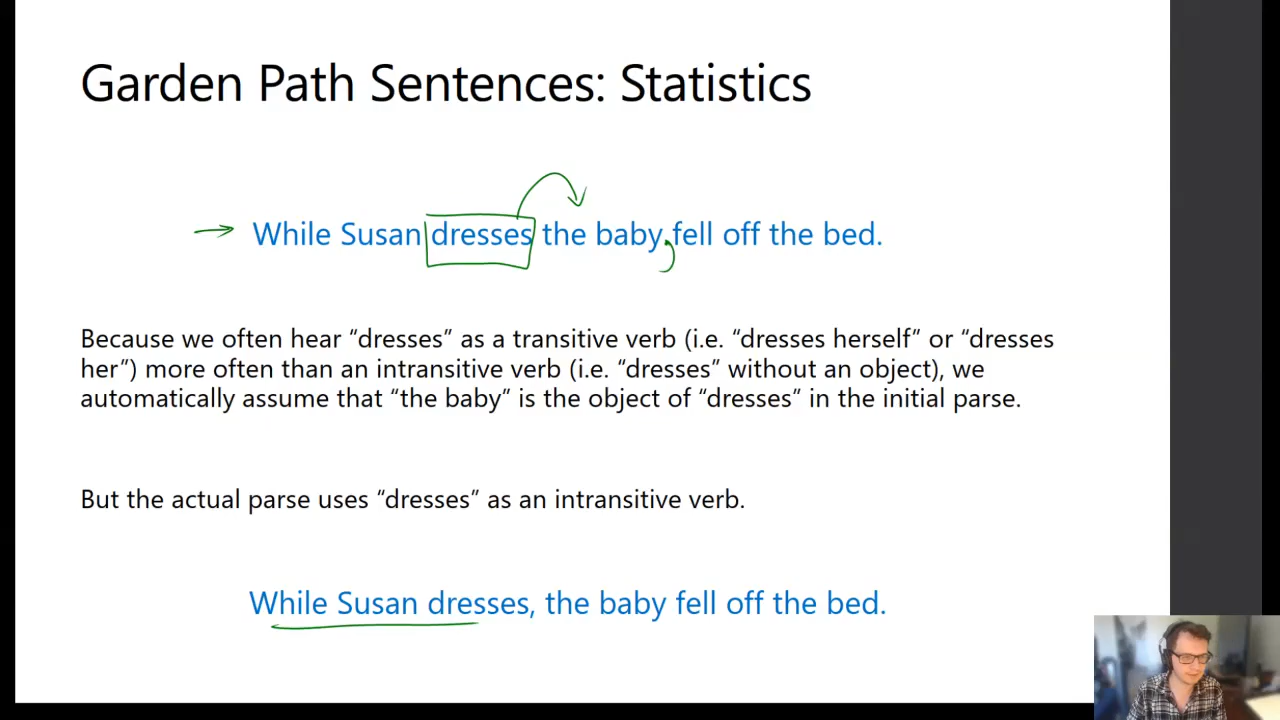 Garden Path Sentences: Statistics
While Susan dresses the baby, fell off the bed.
Because we often hear “dresses” as a transitive verb (i.e. “dresses herself” or “dresses
her”) more often than an intransitive verb (i.e. “dresses” without an object), we
automatically assume that “the baby” is the object of “dresses” in the initial parse.
But the actual parse uses “dresses” as an intransitive verb.
While Susan dresses, the baby fell off the bed.